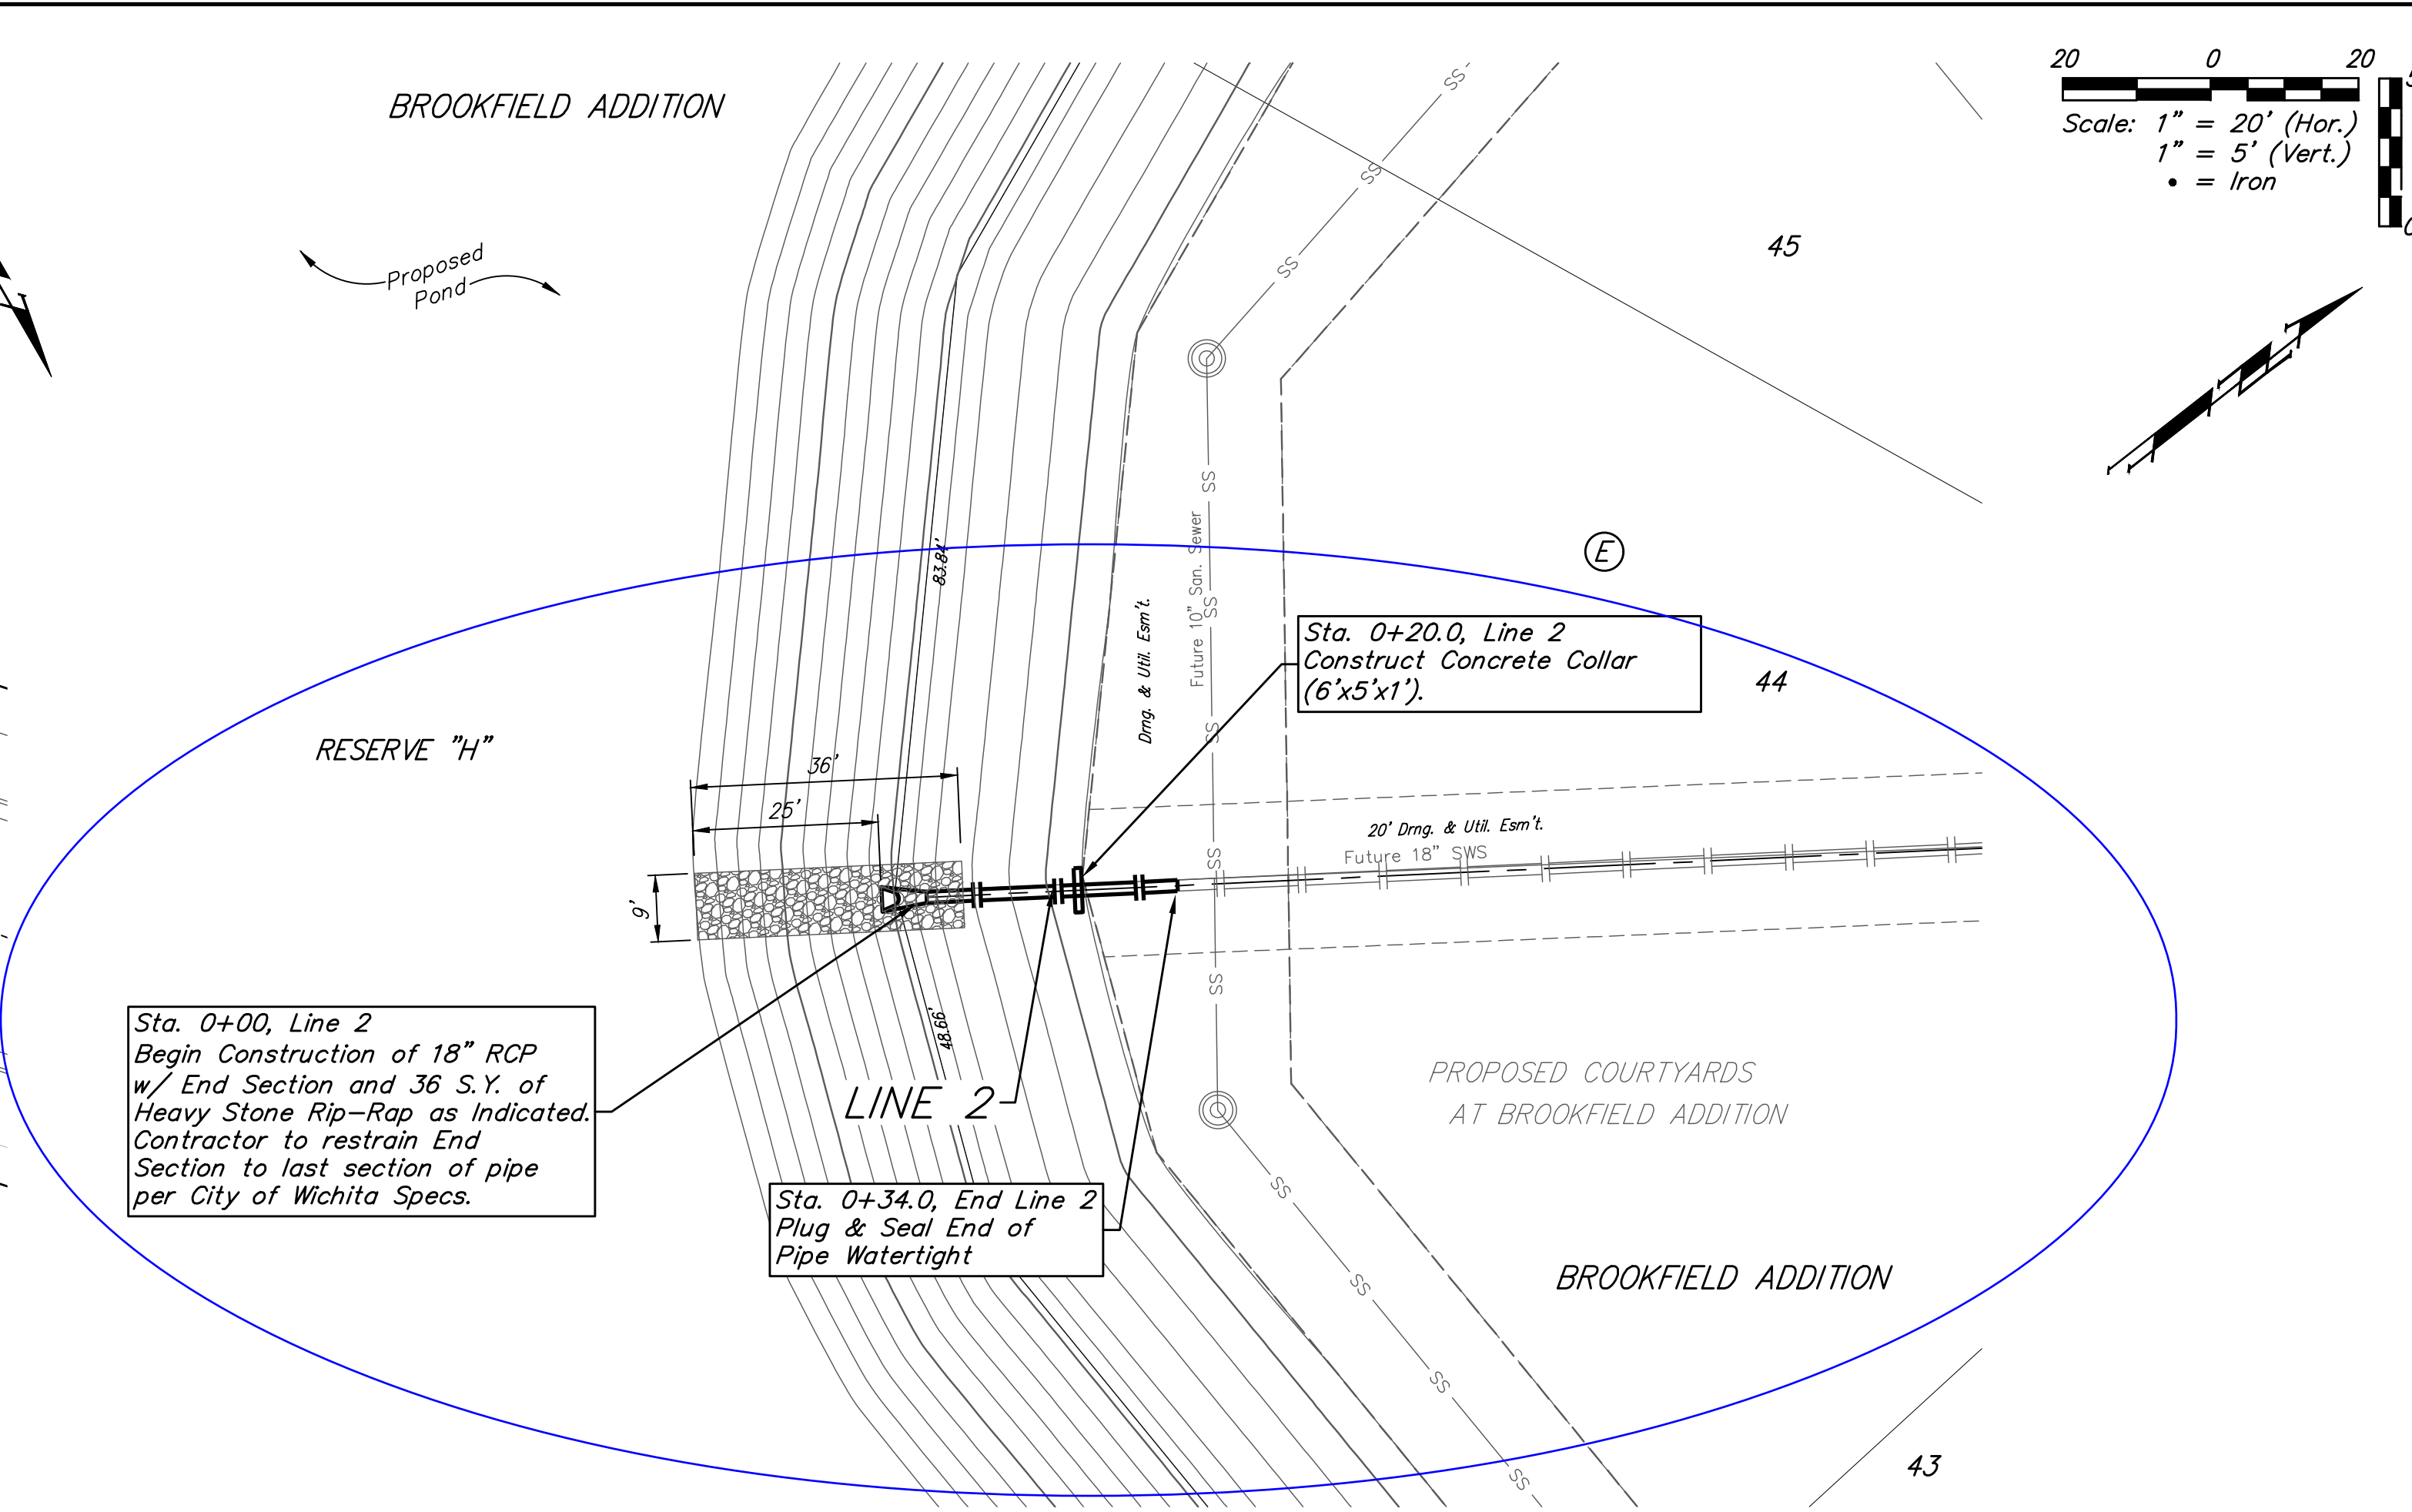 BROOKFIELD ADDITION
20 0 20
Scale: 1" = 20' (Hor.)
1" = 5' (Vert.)
• = Iron
Proposed
Pond
45
SS
SS
SS
SS
Future 10" San. Sewer
83.84'
E
Drng. & Util. Esm't.
SS
Sta. 0+20.0, Line 2
Construct Concrete Collar
(6'x5'x1').
44
RESERVE "H"
SS
36'
25'
20' Drng. & Util. Esm't.
Future 18" SWS
SS
9'
SS
48.66'
Sta. 0+00, Line 2
Begin Construction of 18" RCP
w/ End Section and 36 S.Y. of
Heavy Stone Rip-Rap as Indicated.
Contractor to restrain End
Section to last section of pipe
per City of Wichita Specs.
LINE 2
PROPOSED COURTYARDS
AT BROOKFIELD ADDITION
Sta. 0+34.0, End Line 2
Plug & Seal End of
Pipe Watertight
SS
SS
BROOKFIELD ADDITION
SS
SS
43